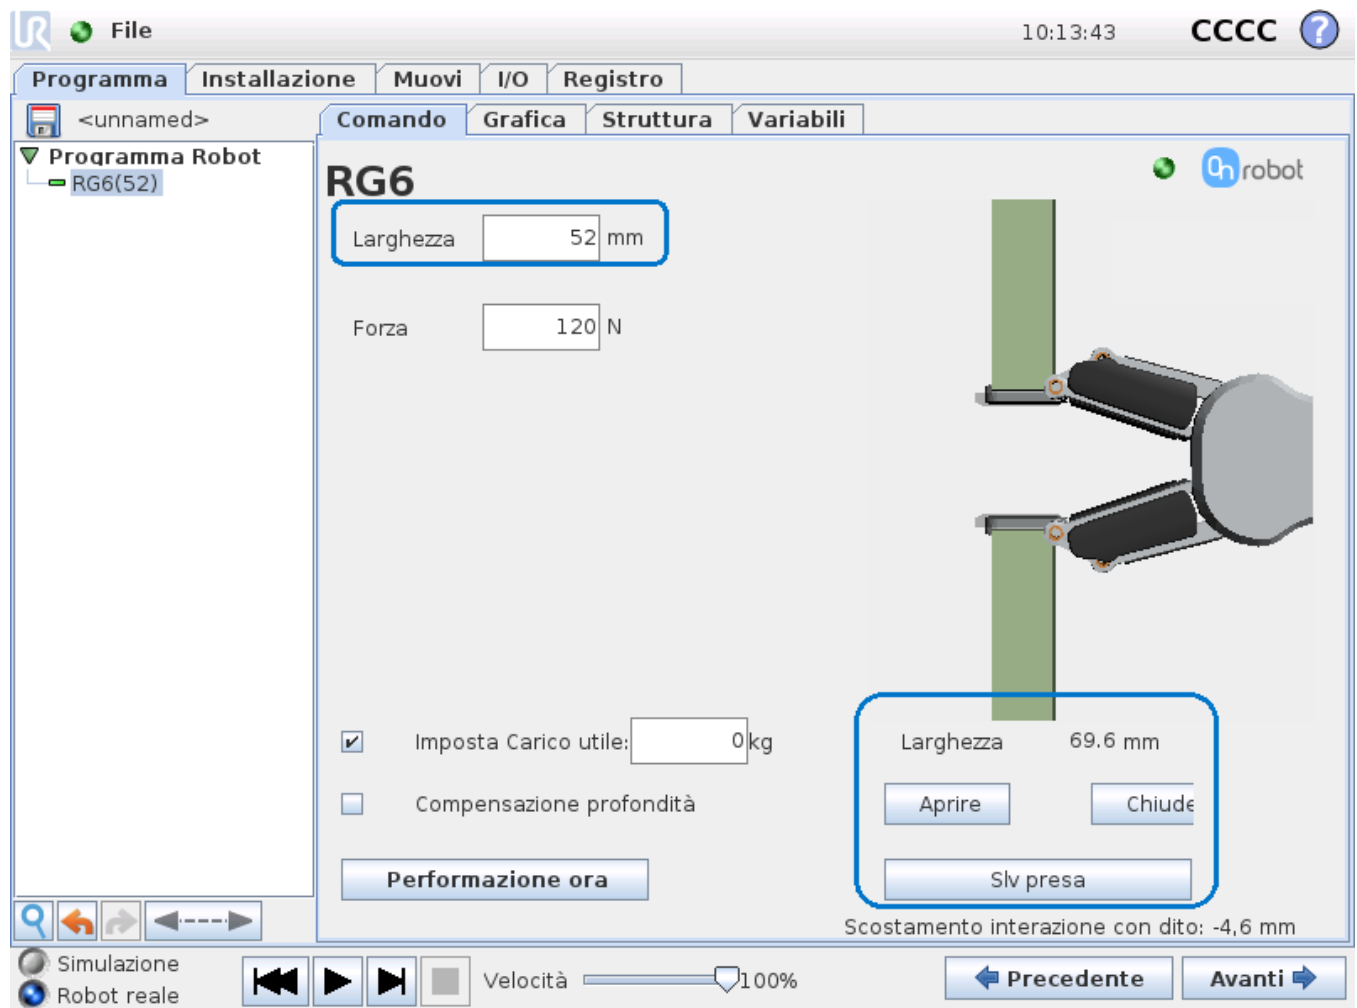 UR File 10:13:43 CCCC ?
Programma Installazione Muovi I/O Registro
<unnamed> Comando Grafica Struttura Variabili
Programma Robot
RG6(52)
RG6
On robot
Larghezza 52 mm
Forza 120 N
Imposta Carico utile: 0 kg
Larghezza 69.6 mm
Compensazione profondità
Aprire Chiude
Performazione ora
Slv presa
Scostamento interazione con dito: -4,6 mm
Simulazione
Robot reale
Velocità 100%
Precedente Avanti